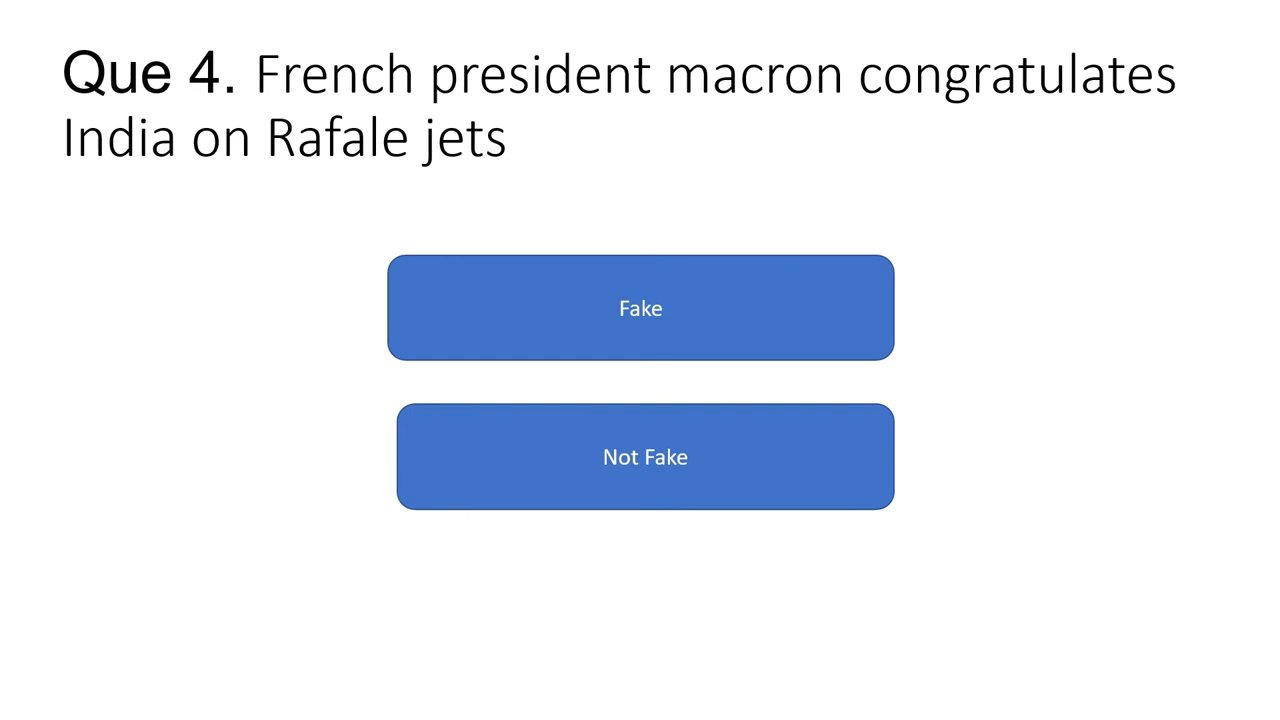 Que 4. French president macron congratulates
India on Rafale jets
Fake
Not Fake